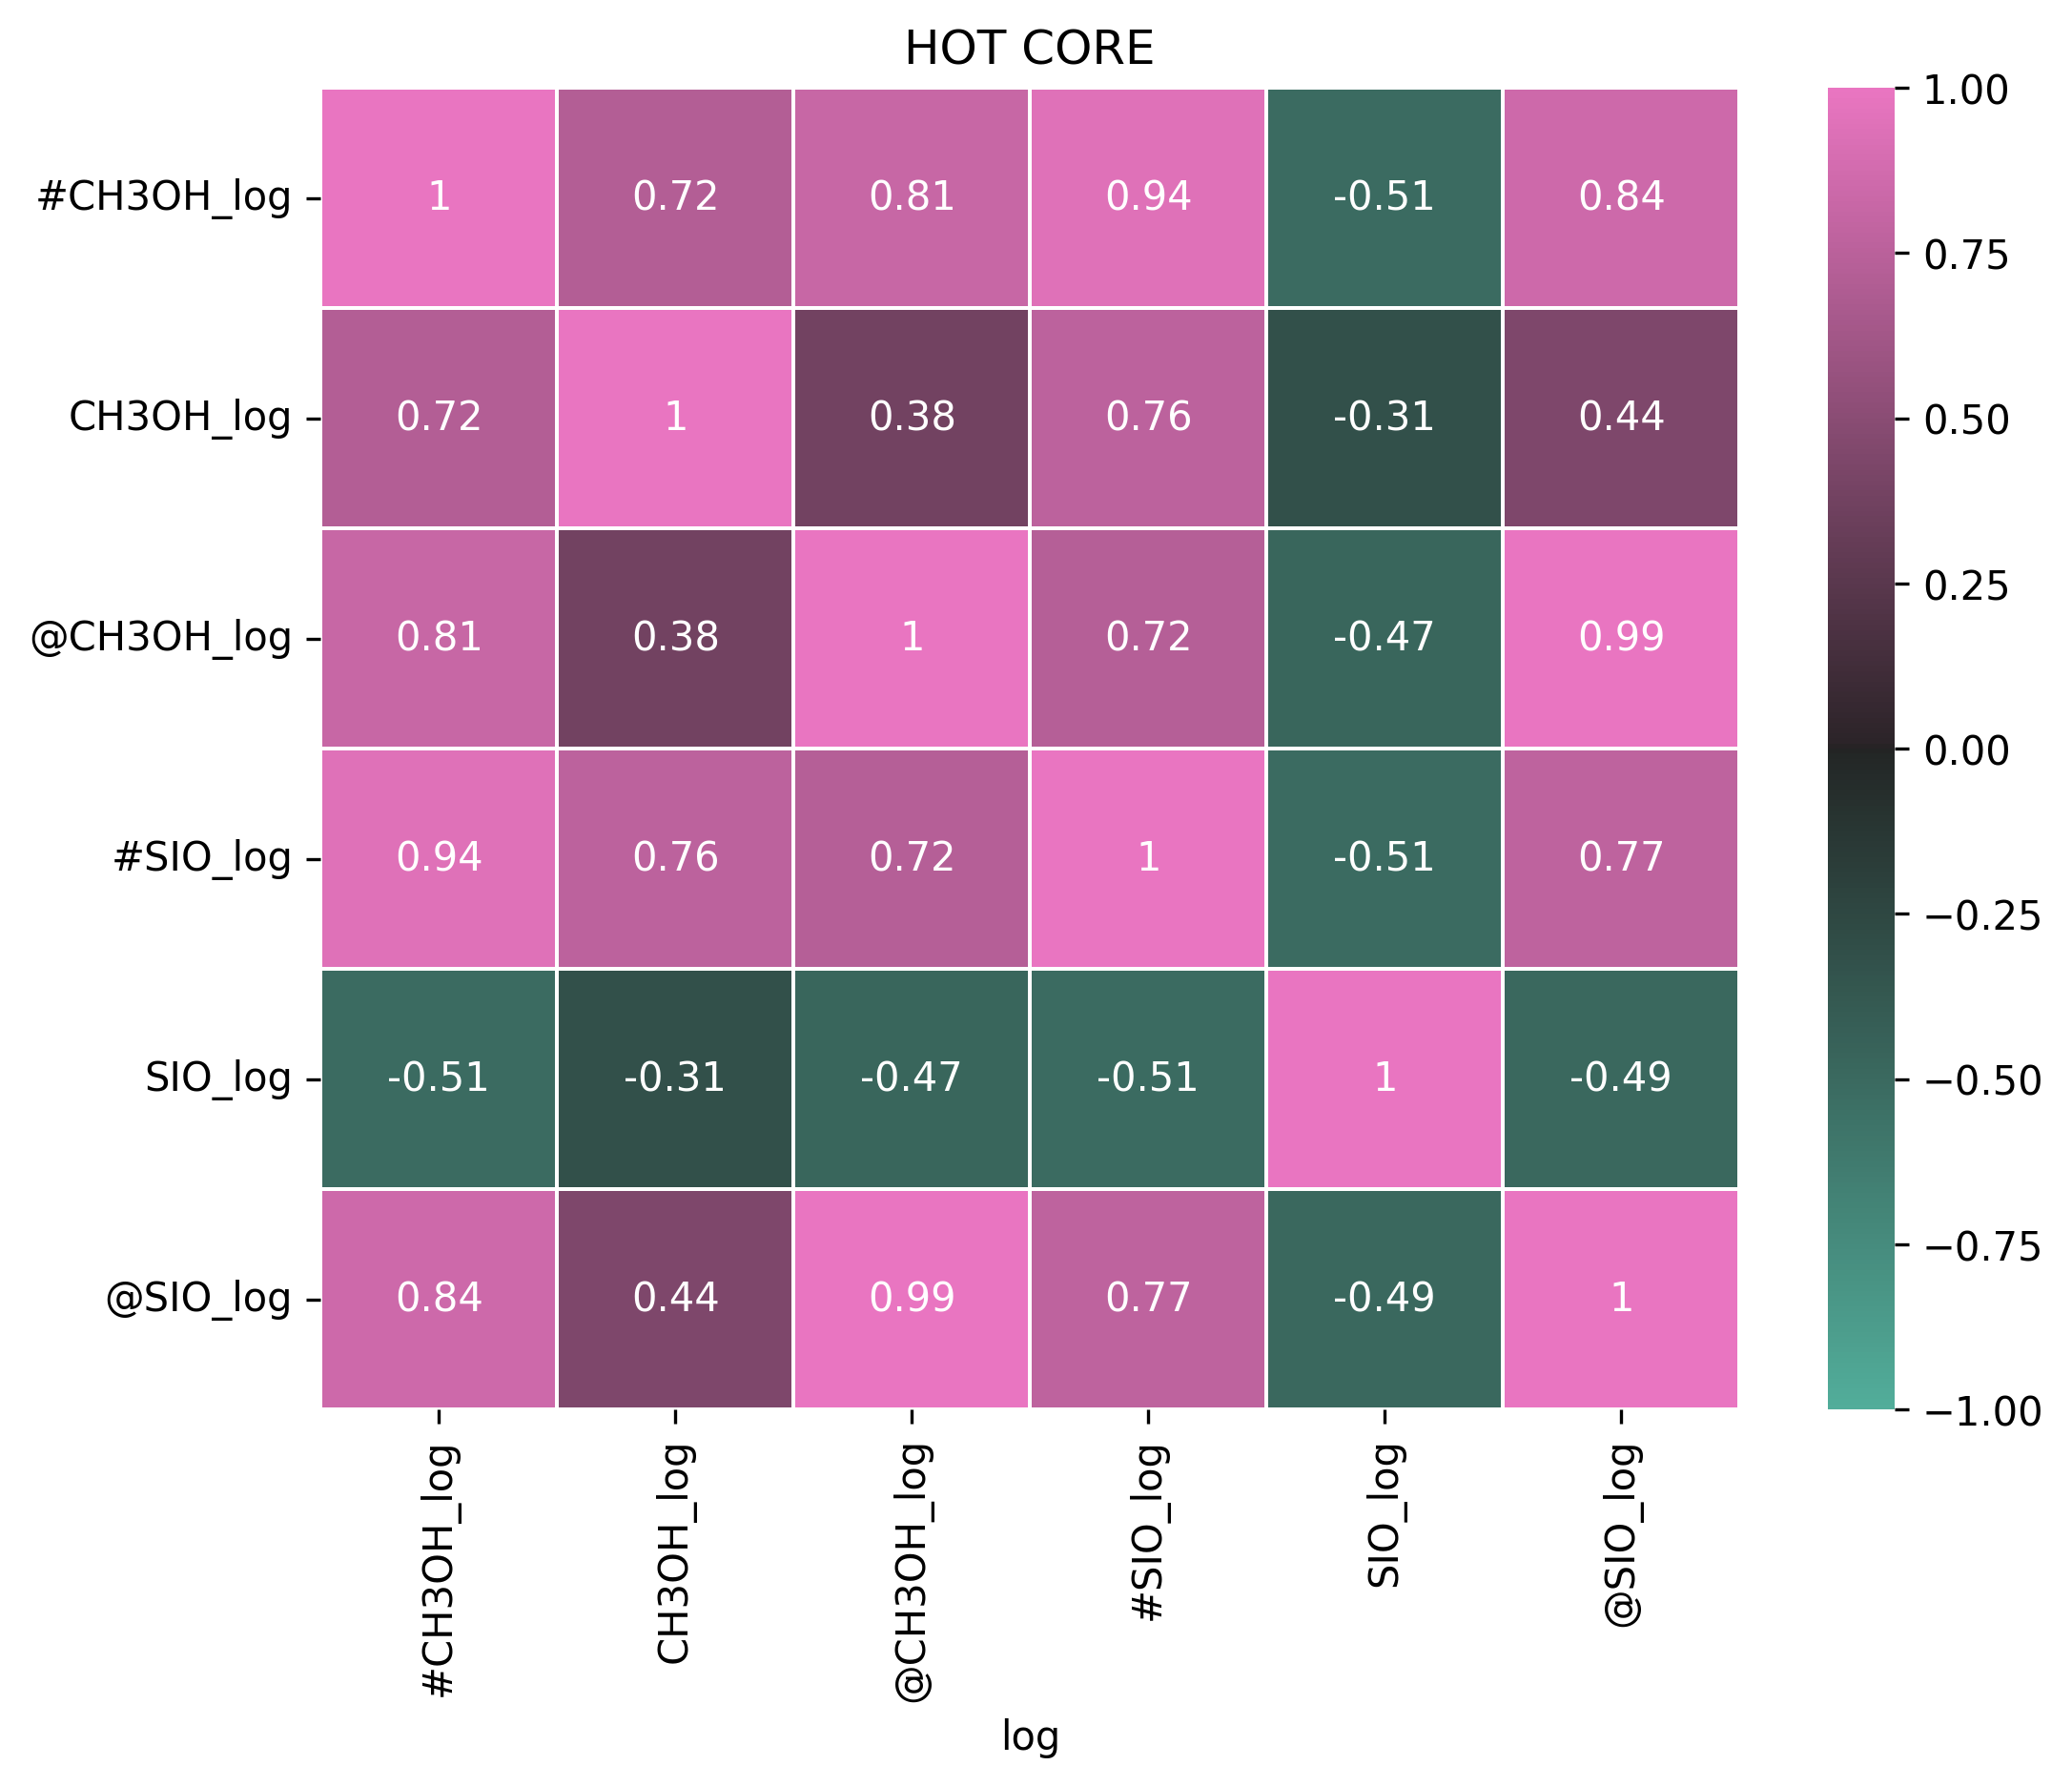 HOT CORE
#CH3OH_log 1 0.72 0.81 0.94 -0.51 0.84
CH3OH_log 0.72 1 0.38 0.76 -0.31 0.44
@CH3OH_log 0.81 0.38 1 0.72 -0.47 0.99
#SIO_log 0.94 0.76 0.72 1 -0.51 0.77
SIO_log -0.51 -0.31 -0.47 -0.51 1 -0.49
@SIO_log 0.84 0.44 0.99 0.77 -0.49 1
#CH3OH_log
CH3OH_log
@CH3OH_log
#SIO_log
SIO_log
@SIO_log
log
1.00
0.75
0.50
0.25
0.00
−0.25
−0.50
−0.75
−1.00